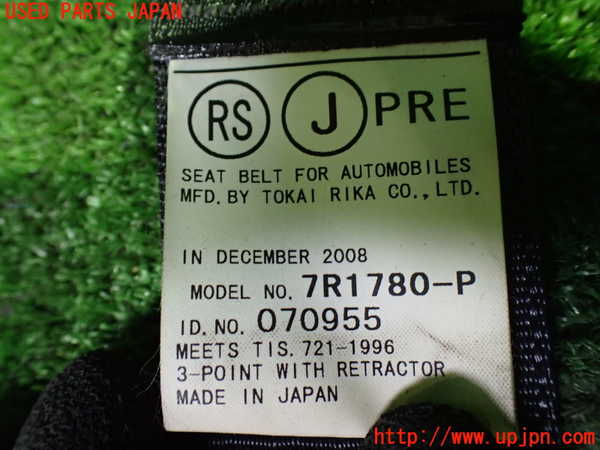 USED PARTS JAPAN
RS J PRE
SEAT BELT FOR AUTOMOBILES
MFD. BY TOKAI RIKA CO., LTD.
IN DECEMBER 2008
MODEL NO. 7R1780-P
I.D. NO. 070955
MEETS TIS. 721-1996
3-POINT WITH RETRACTOR
MADE IN JAPAN
http://www.upjpn.com